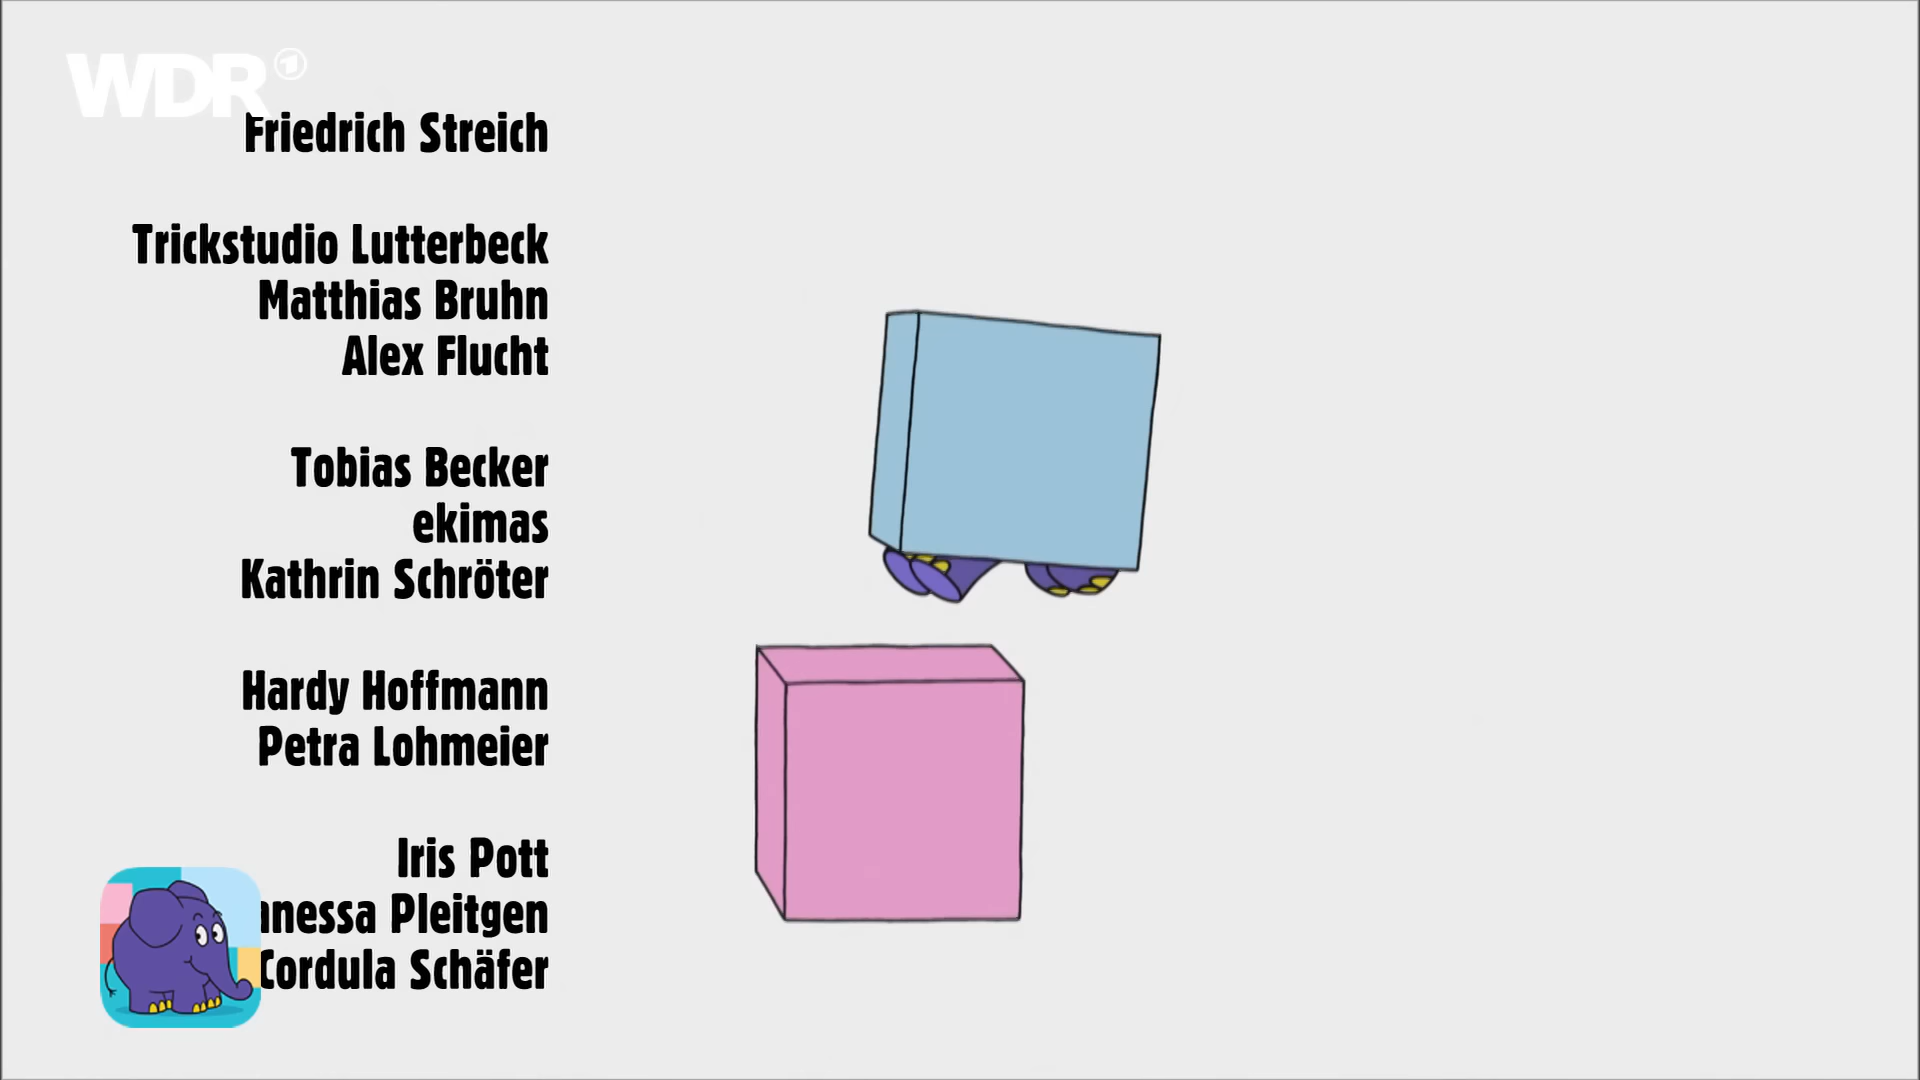 WDR
Friedrich Streich
Trickstudio Lutterbeck
Matthias Bruhn
Alex Flucht
Tobias Becker
ekimas
Kathrin Schröter
Hardy Hoffmann
Petra Lohmeier
Iris Pott
Pleitgen
Cordula Schäfer